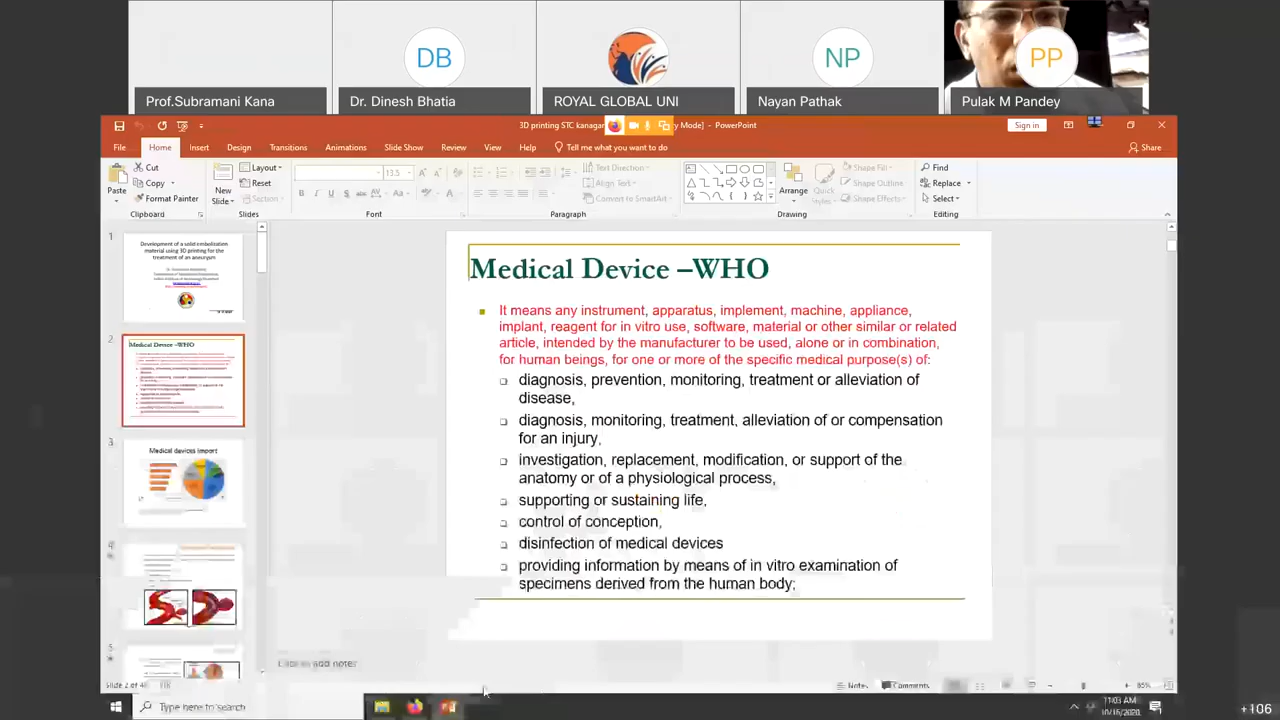 DB
NP
PP
Prof.Subramani Kana
Dr. Dinesh Bhatia
ROYAL GLOBAL UNI
Nayan Pathak
Pulak M Pandey
3D printing STC kanagar
y Mode] - PowerPoint
Sign in
File Home Insert Design Transitions Animations Slide Show Review View Help Tell me what you want to do
Share
Paste
Cut
Copy
Format Painter
Clipboard
New
Slide
Layout
Reset
Section
Slides
13.5
Font
Text Direction
Align Text
Convert to SmartArt
Paragraph
Arrange
Quick
Styles
Shape Fill
Shape Outline
Shape Effects
Drawing
Find
Replace
Select
Editing
1
Development of a solid embolization
material using 3D printing for the
treatment of an aneurysm
2
Medical Device –WHO
3
Medical devices import
4
5
Medical Device –WHO
It means any instrument, apparatus, implement, machine, appliance,
implant, reagent for in vitro use, software, material or other similar or related
article, intended by the manufacturer to be used, alone or in combination,
for human beings, for one or more of the specific medical purpose(s) of:
diagnosis, prevention, monitoring, treatment or alleviation of
disease,
diagnosis, monitoring, treatment, alleviation of or compensation
for an injury,
investigation, replacement, modification, or support of the
anatomy or of a physiological process,
supporting or sustaining life,
control of conception,
disinfection of medical devices
providing information by means of in vitro examination of
specimens derived from the human body;
Click to add notes
Slide 2 of
Notes
Comments
85%
Type here to search
11:03 AM
10/16/2020
+106